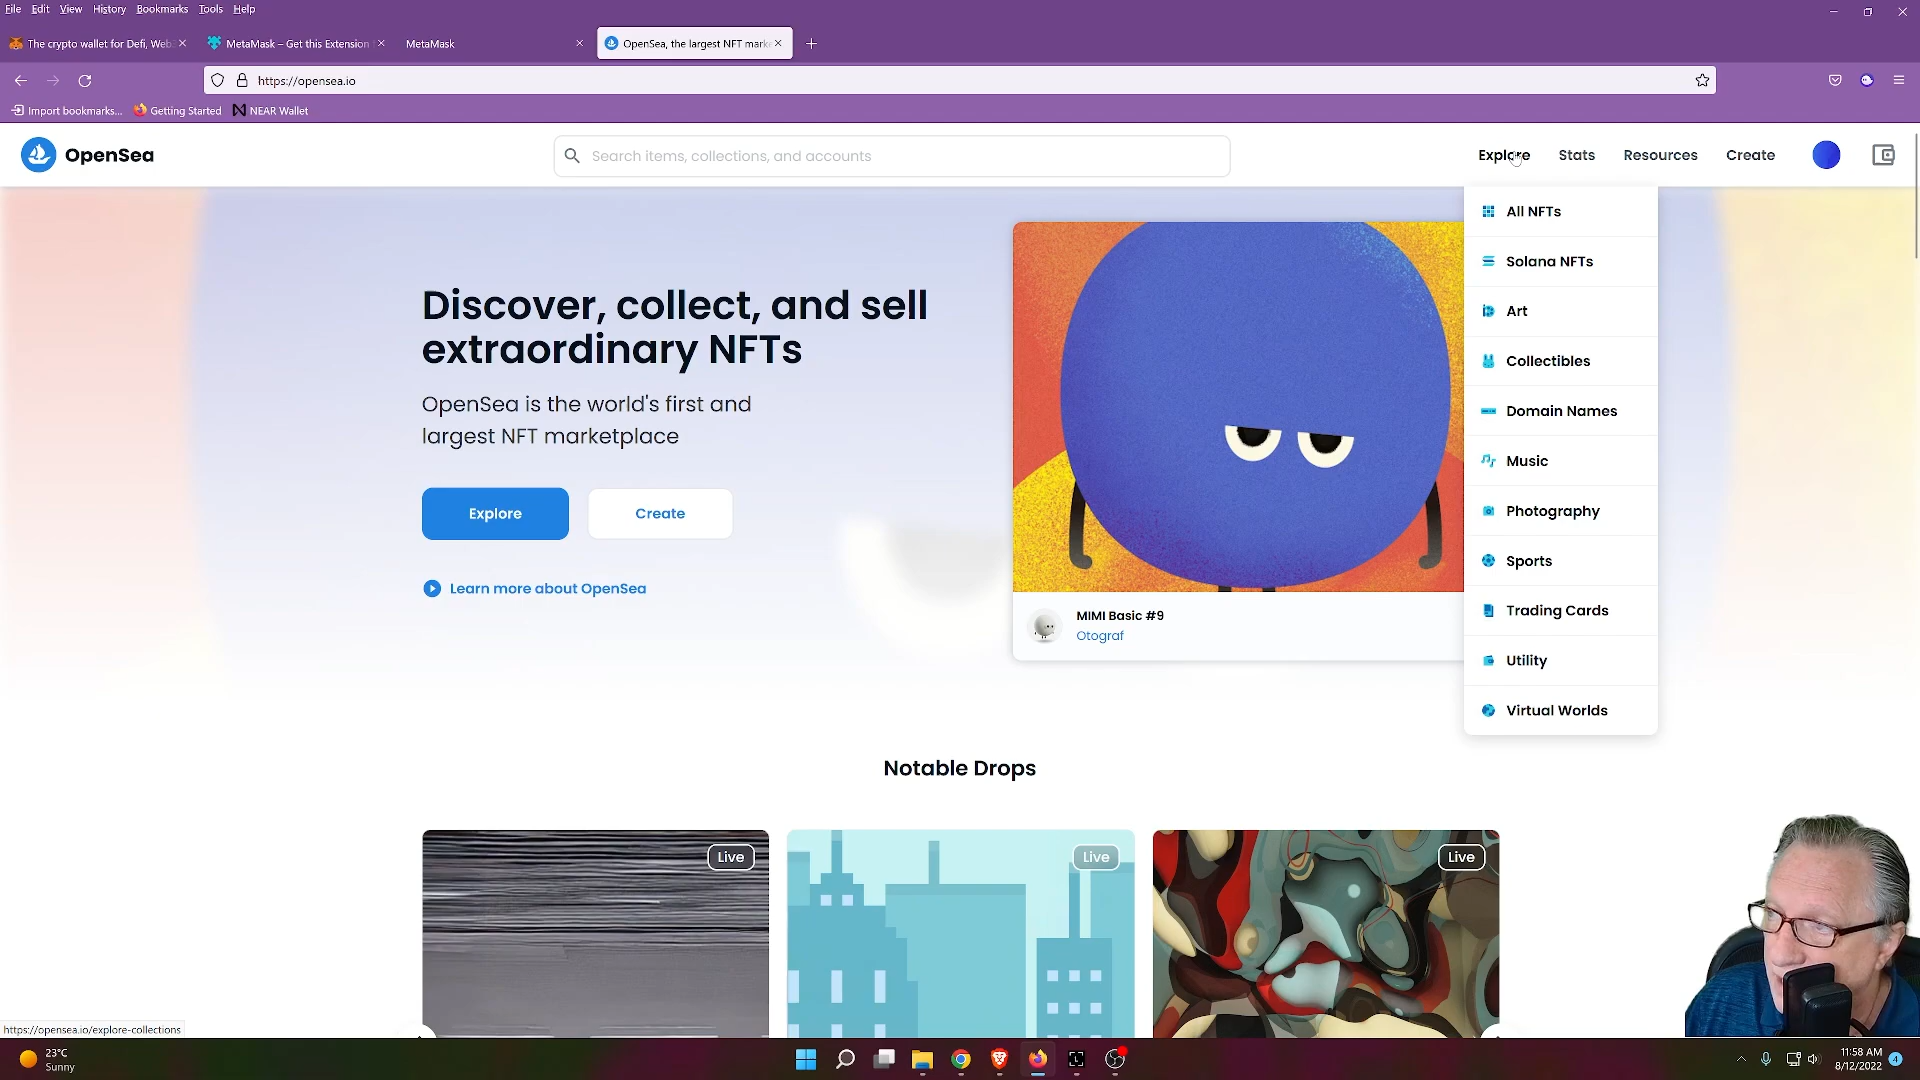 File Edit View History Bookmarks Tools Help
The crypto wallet for Defi, Web
MetaMask – Get this Extension
MetaMask
OpenSea, the largest NFT mark
https://opensea.io
Import bookmarks...
Getting Started
NEAR Wallet
OpenSea
Search items, collections, and accounts
Explore
Stats
Resources
Create
All NFTs
Solana NFTs
Art
Collectibles
Domain Names
Music
Photography
Sports
Trading Cards
Utility
Virtual Worlds
Discover, collect, and sell
extraordinary NFTs
OpenSea is the world's first and
largest NFT marketplace
Explore
Create
Learn more about OpenSea
MIMI Basic #9
Otograf
Notable Drops
Live
Live
Live
https://opensea.io/explore-collections
23°C
Sunny
11:58 AM
8/12/2022
4